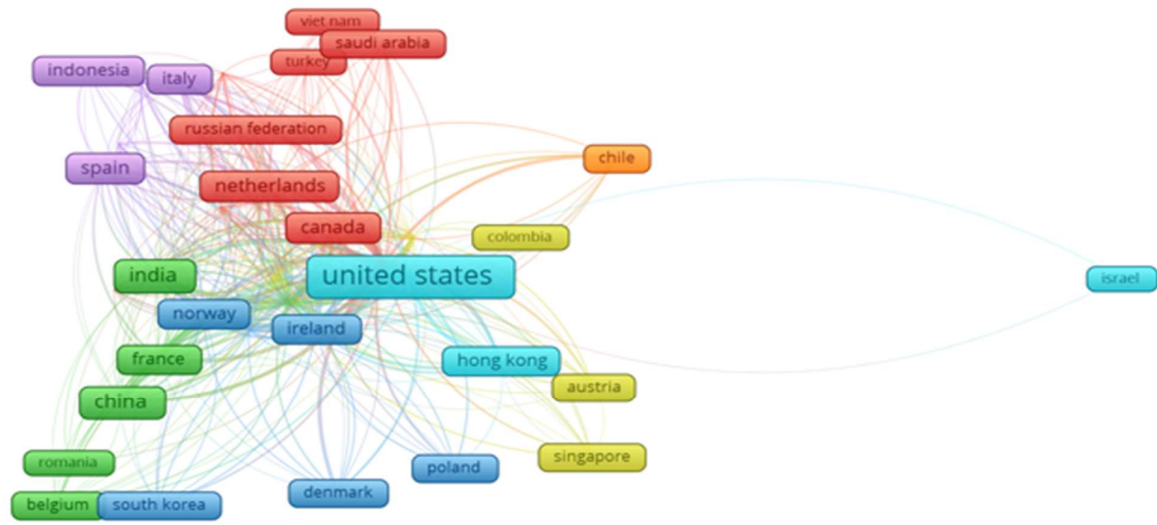 viet nam
saudi arabia
turkey
indonesia
italy
russian federation
chile
spain
netherlands
canada
colombia
india
united states
israel
norway
ireland
france
hong kong
china
austria
romania
poland
singapore
belgium
south korea
denmark